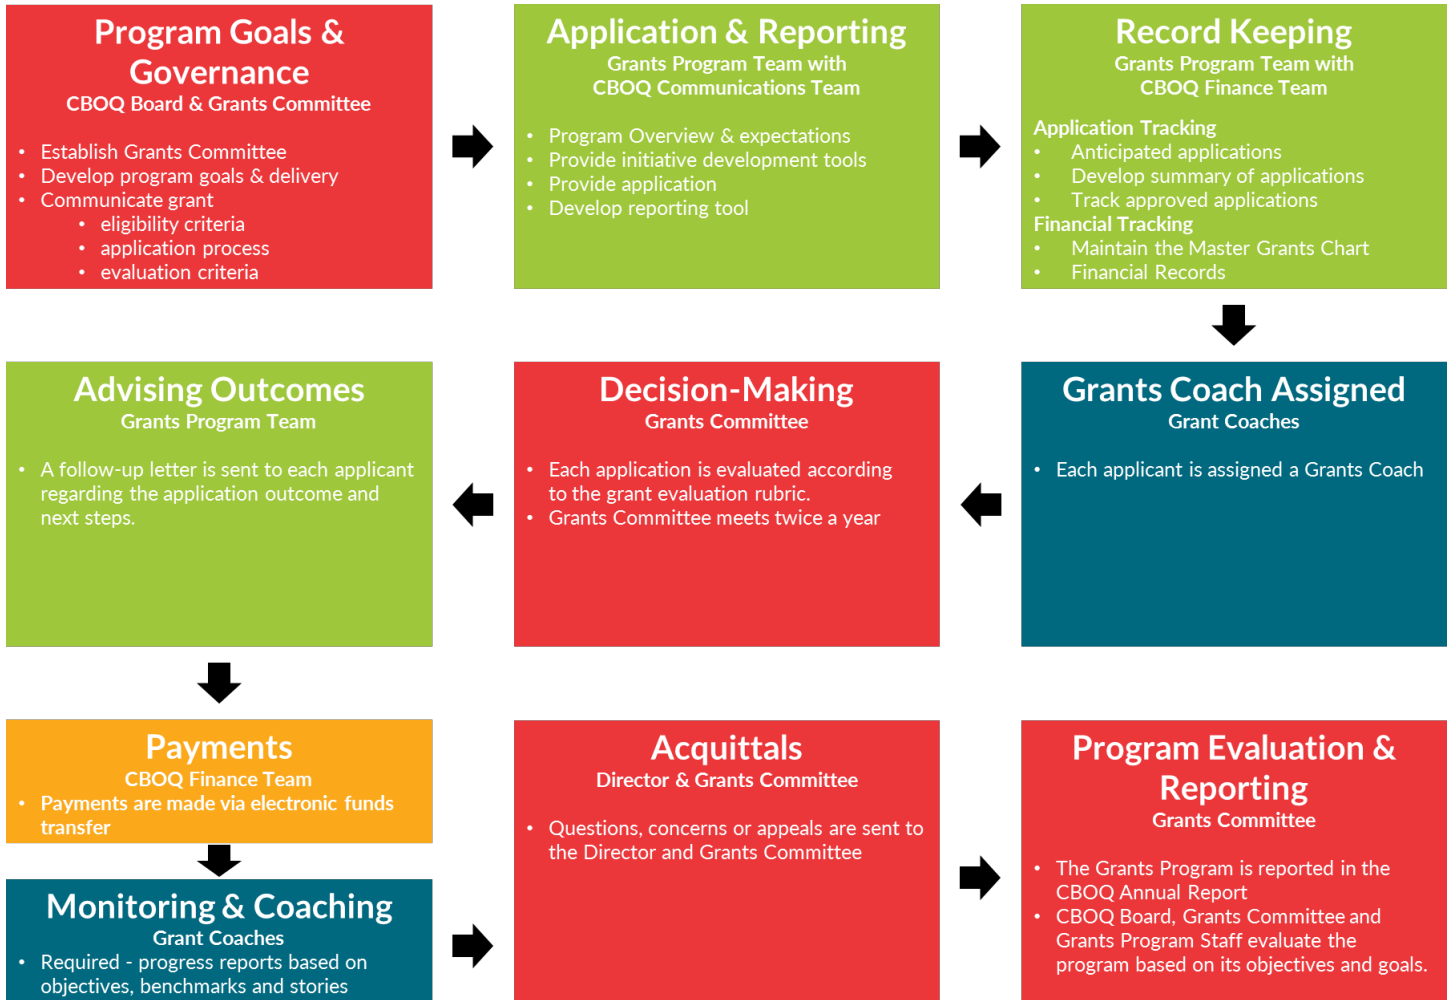 Program Goals &
Governance
CBOQ Board & Grants Committee
• Establish Grants Committee
• Develop program goals & delivery
• Communicate grant
• eligibility criteria
• application process
• evaluation criteria
Application & Reporting
Grants Program Team with
CBOQ Communications Team
• Program Overview & expectations
• Provide initiative development tools
• Provide application
• Develop reporting tool
Record Keeping
Grants Program Team with
CBOQ Finance Team
Application Tracking
• Anticipated applications
• Develop summary of applications
• Track approved applications
Financial Tracking
• Maintain the Master Grants Chart
• Financial Records
Grants Coach Assigned
Grant Coaches
• Each applicant is assigned a Grants Coach
Decision-Making
Grants Committee
• Each application is evaluated according
to the grant evaluation rubric.
• Grants Committee meets twice a year
Advising Outcomes
Grants Program Team
• A follow-up letter is sent to each applicant
regarding the application outcome and
next steps.
Payments
CBOQ Finance Team
• Payments are made via electronic funds
transfer
Monitoring & Coaching
Grant Coaches
• Required - progress reports based on
objectives, benchmarks and stories
Acquittals
Director & Grants Committee
• Questions, concerns or appeals are sent to
the Director and Grants Committee
Program Evaluation &
Reporting
Grants Committee
• The Grants Program is reported in the
CBOQ Annual Report
• CBOQ Board, Grants Committee and
Grants Program Staff evaluate the
program based on its objectives and goals.